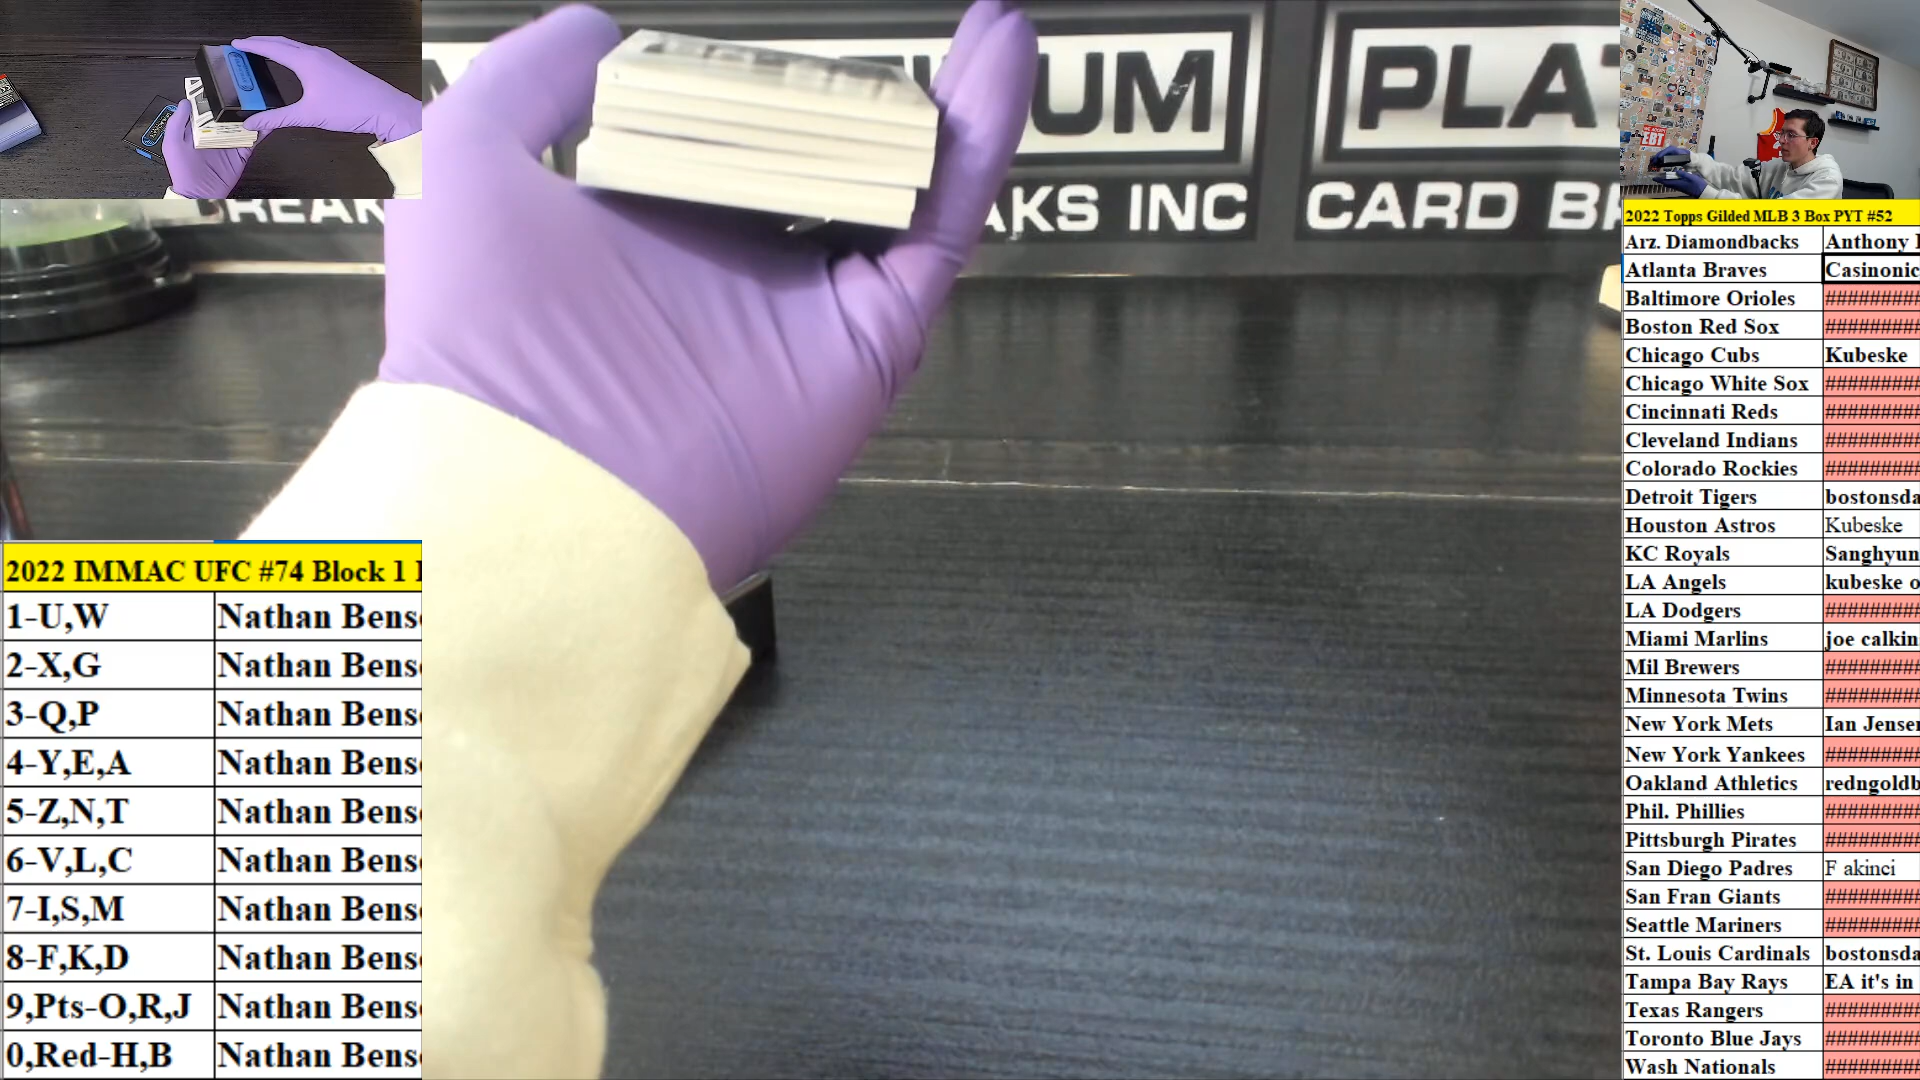 UM
PLA
BREAK
AKS INC
CARD B
EBT
2022 IMMAC UFC #74 Block 1
1-U,W Nathan Bens
2-X,G Nathan Bens
3-Q,P Nathan Bens
4-Y,E,A Nathan Bens
5-Z,N,T Nathan Bens
6-V,L,C Nathan Bens
7-I,S,M Nathan Bens
8-F,K,D Nathan Bens
9,Pts-O,R,J Nathan Bens
0,Red-H,B Nathan Bens
2022 Topps Gilded MLB 3 Box PYT #52
Arz. Diamondbacks Anthony
Atlanta Braves Casinonic
Baltimore Orioles #########
Boston Red Sox #########
Chicago Cubs Kubeske
Chicago White Sox #########
Cincinnati Reds #########
Cleveland Indians #########
Colorado Rockies #########
Detroit Tigers bostonsda
Houston Astros Kubeske
KC Royals Sanghyun
LA Angels kubeske o
LA Dodgers #########
Miami Marlins joe calkin
Mil Brewers #########
Minnesota Twins #########
New York Mets Ian Jensen
New York Yankees #########
Oakland Athletics redngoldb
Phil. Phillies #########
Pittsburgh Pirates #########
San Diego Padres F akinci
San Fran Giants #########
Seattle Mariners #########
St. Louis Cardinals bostonsda
Tampa Bay Rays EA it's in
Texas Rangers #########
Toronto Blue Jays #########
Wash Nationals #########